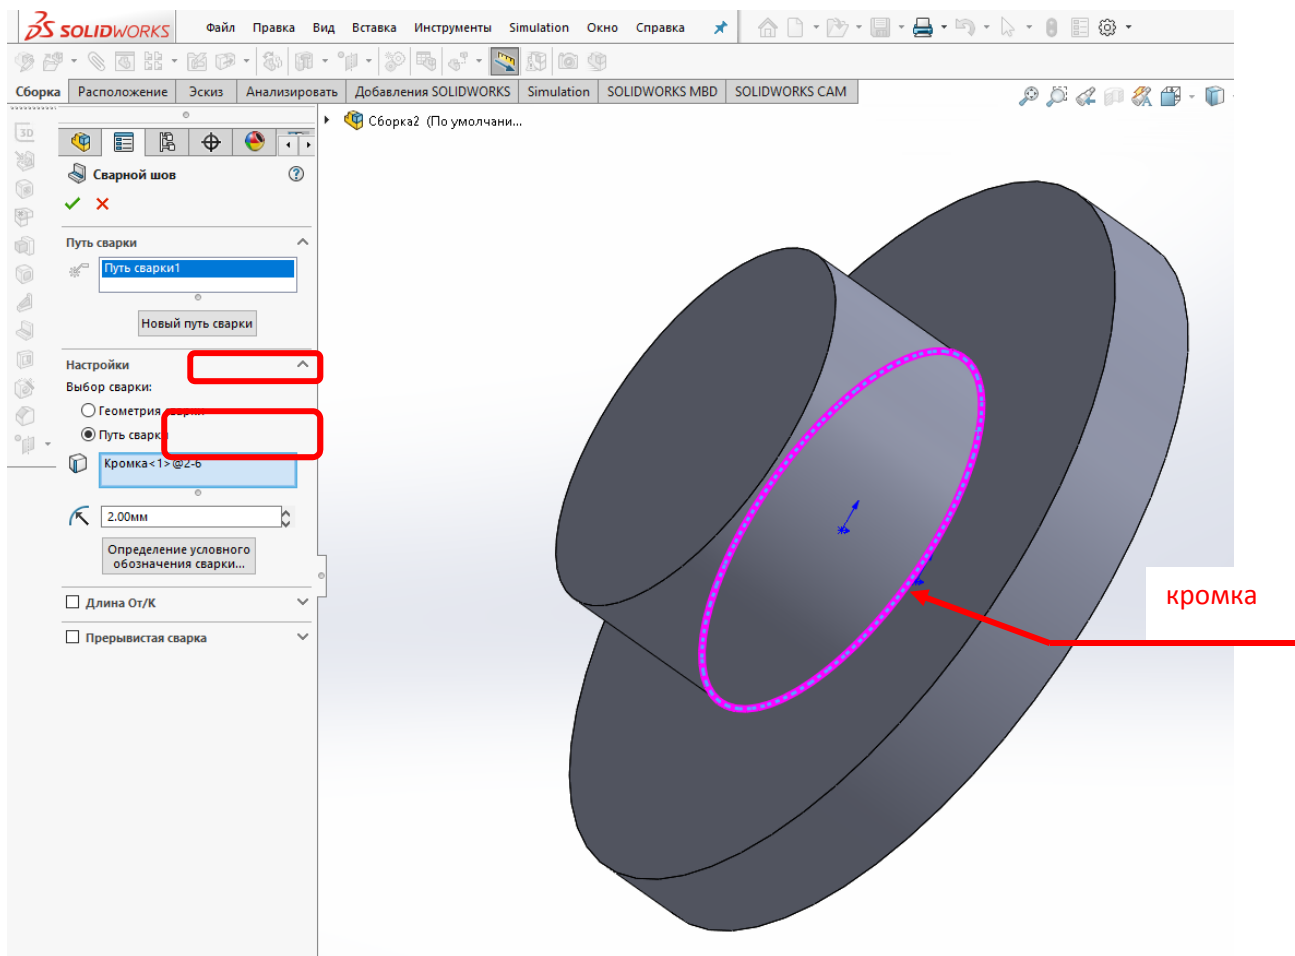 SOLIDWORKS Файл Правка Вид Вставка Инструменты Simulation Окно Справка
Сборка Расположение Эскиз Анализировать Добавления SOLIDWORKS Simulation SOLIDWORKS MBD SOLIDWORKS CAM
3D
Сборка2 (По умолчани...
Сварной шов
Путь сварки
Путь сварки1
Новый путь сварки
Настройки
Выбор сварки:
Геометрия сварки
Путь сварки
Кромка<1>@2-6
2.00мм
Определение условного
обозначения сварки...
Длина От/К
Прерывистая сварка
кромка